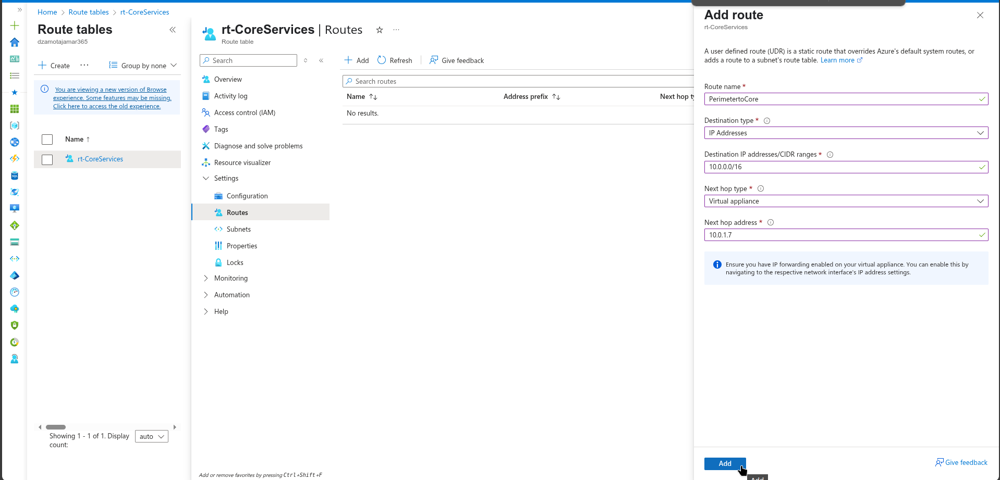 Home > Route tables > rt-CoreServices
Route tables
dzamotajamar365
Create
Group by none
You are viewing a new version of Browse
experience. Some features may be missing.
Click here to access the old experience.
Name ↑
rt-CoreServices
Showing 1 - 1 of 1. Display
count:
auto
rt-CoreServices | Routes
Route table
Search
Overview
Activity log
Access control (IAM)
Tags
Diagnose and solve problems
Resource visualizer
Settings
Configuration
Routes
Subnets
Properties
Locks
Monitoring
Automation
Help
Add or remove favorites by pressing Ctrl+Shift+F
Add
Refresh
Give feedback
Search routes
Name ↑↓
Address prefix ↑↓
Next hop
No results.
Add route
rt-CoreServices
A user defined route (UDR) is a static route that overrides Azure's default system routes, or
adds a route to a subnet's route table. Learn more
Route name *
PerimetertoCore
Destination type *
IP Addresses
Destination IP addresses/CIDR ranges *
10.0.0.0/16
Next hop type *
Virtual appliance
Next hop address *
10.0.1.7
Ensure you have IP forwarding enabled on your virtual appliance. You can enable this by
navigating to the respective network interface's IP address settings.
Add
Give feedback
Add